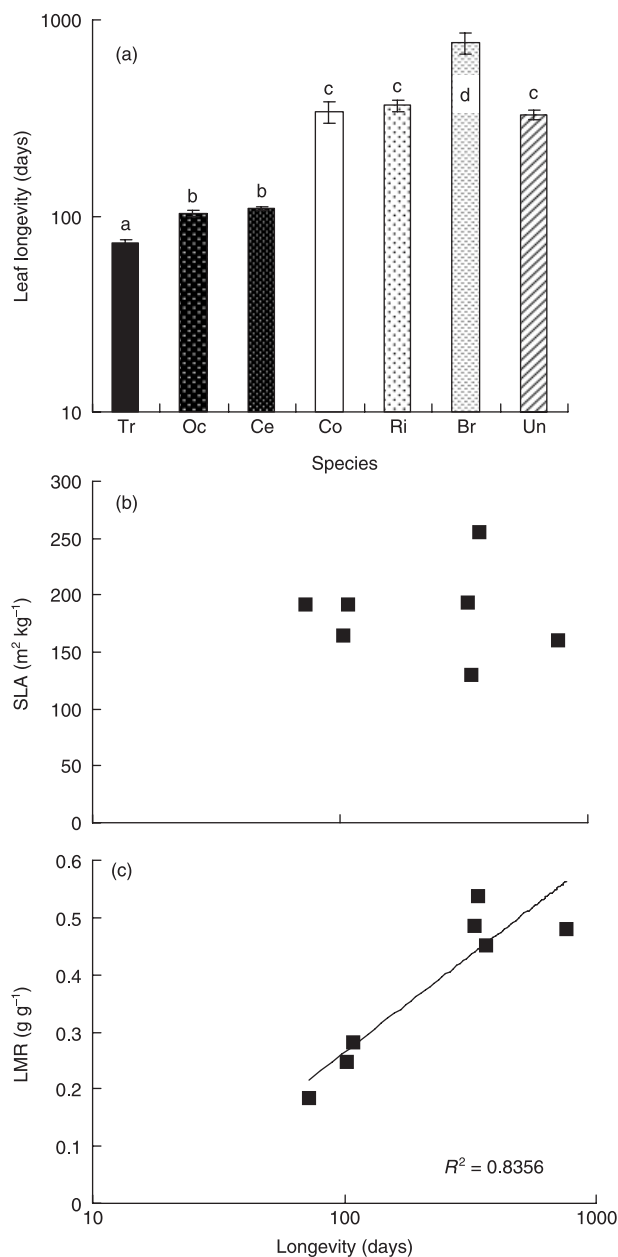 1000
(a)
Leaf longevity (days)
100
10
a
b
b
c
c
d
c
Tr Oc Ce Co Ri Br Un
Species
300
(b)
250
200
SLA (m² kg⁻¹)
150
100
50
0
0.6
(c)
0.5
0.4
LMR (g g⁻¹)
0.3
0.2
0.1
R² = 0.8356
0
10 100 1000
Longevity (days)